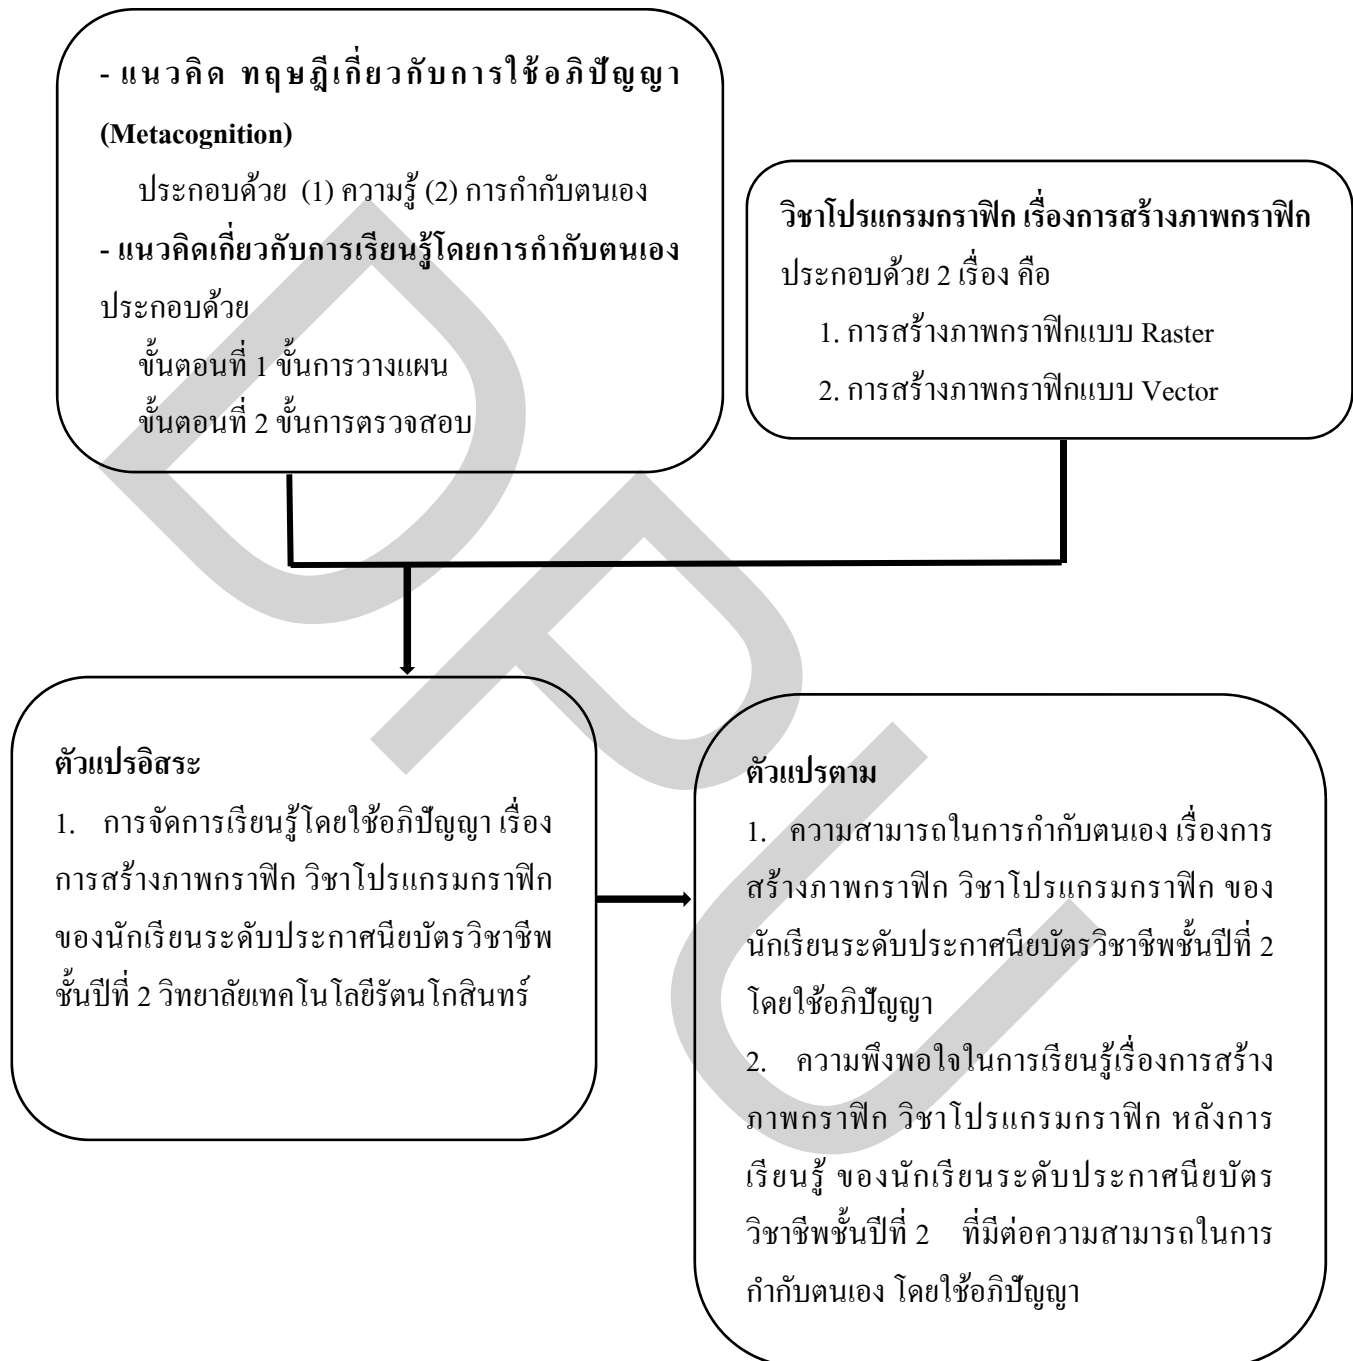 - แนวคิด ทฤษฎีเกี่ยวกับการใช้อภิปัญญา
(Metacognition)
ประกอบด้วย (1) ความรู้ (2) การกำกับตนเอง
- แนวคิดเกี่ยวกับการเรียนรู้โดยการกำกับตนเอง
ประกอบด้วย
ขั้นตอนที่ 1 ขั้นการวางแผน
ขั้นตอนที่ 2 ขั้นการตรวจสอบ
วิชาโปรแกรมกราฟิก เรื่องการสร้างภาพกราฟิก
ประกอบด้วย 2 เรื่อง คือ
1. การสร้างภาพกราฟิกแบบ Raster
2. การสร้างภาพกราฟิกแบบ Vector
ตัวแปรอิสระ
1. การจัดการเรียนรู้โดยใช้อภิปัญญา เรื่อง
การสร้างภาพกราฟิก วิชาโปรแกรมกราฟิก
ของนักเรียนระดับประกาศนียบัตรวิชาชีพ
ชั้นปีที่ 2 วิทยาลัยเทคโนโลยีรัตนโกสินทร์
ตัวแปรตาม
1. ความสามารถในการกำกับตนเอง เรื่องการ
สร้างภาพกราฟิก วิชาโปรแกรมกราฟิก ของ
นักเรียนระดับประกาศนียบัตรวิชาชีพชั้นปีที่ 2
โดยใช้อภิปัญญา
2. ความพึงพอใจในการเรียนรู้เรื่องการสร้าง
ภาพกราฟิก วิชาโปรแกรมกราฟิก หลังการ
เรียนรู้ ของนักเรียนระดับประกาศนียบัตร
วิชาชีพชั้นปีที่ 2 ที่มีต่อความสามารถในการ
กำกับตนเอง โดยใช้อภิปัญญา
DPU